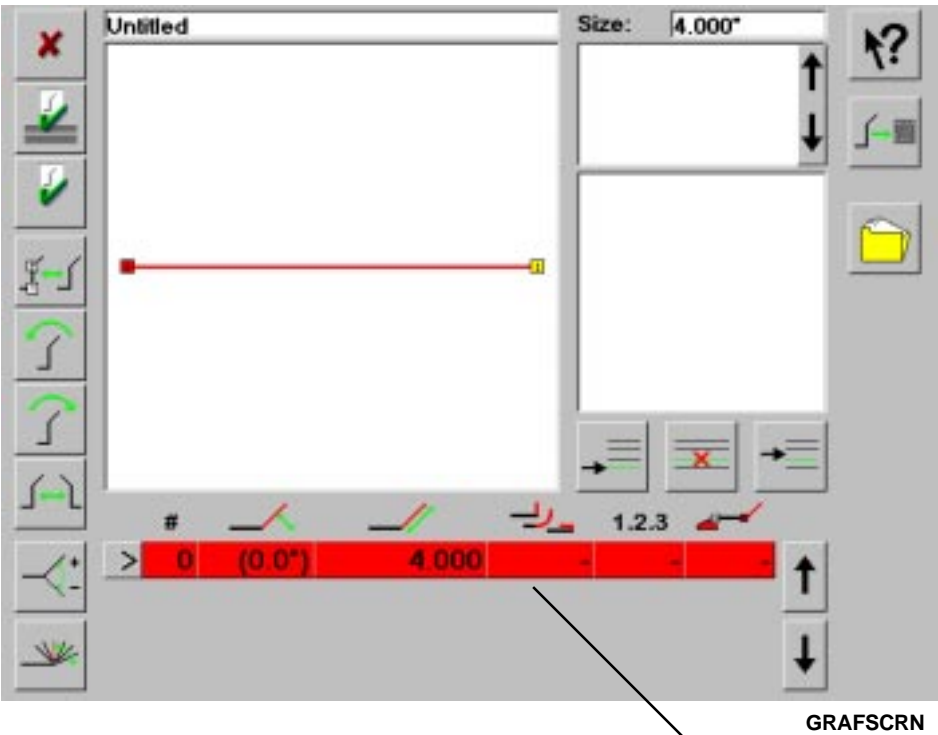 Untitled
Size: 4.000"
# 1.2.3
> 0 (0.0°) 4.000 - - -
GRAFSCRN